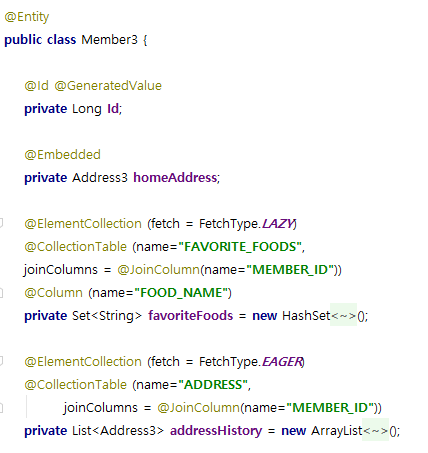 @Entity
public class Member3 {
@Id @GeneratedValue
private Long Id;
@Embedded
private Address3 homeAddress;
@ElementCollection (fetch = FetchType.LAZY)
@CollectionTable (name="FAVORITE_FOODS",
joinColumns = @JoinColumn(name="MEMBER_ID"))
@Column (name="FOOD_NAME")
private Set<String> favoriteFoods = new HashSet<~>();
@ElementCollection (fetch = FetchType.EAGER)
@CollectionTable (name="ADDRESS",
joinColumns = @JoinColumn(name="MEMBER_ID"))
private List<Address3> addressHistory = new ArrayList<~>();